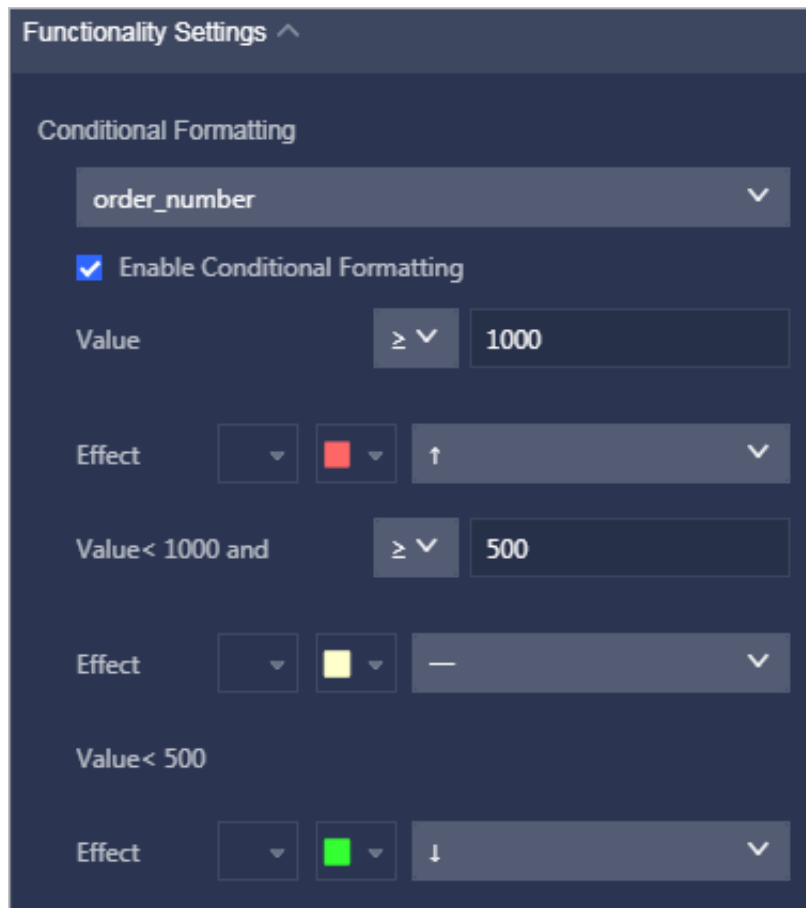 Functionality Settings
Conditional Formatting
order_number
Enable Conditional Formatting
Value ≥ 1000
Effect ↑
Value< 1000 and ≥ 500
Effect —
Value< 500
Effect ↓